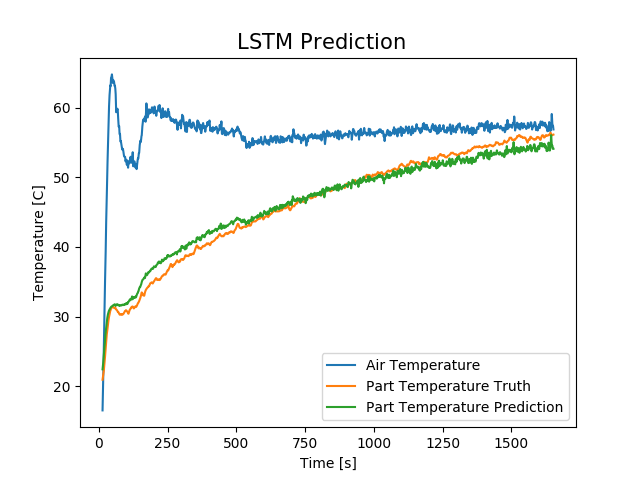 LSTM Prediction
Temperature [C]
60
50
40
30
20
0
250
500
750
1000
1250
1500
Time [s]
Air Temperature
Part Temperature Truth
Part Temperature Prediction